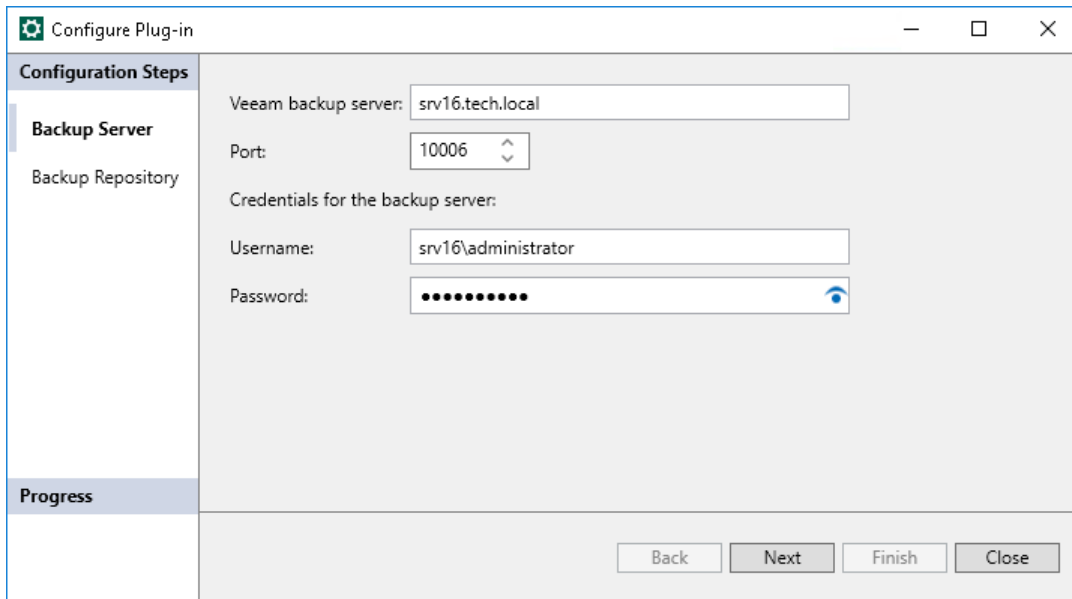 Configure Plug-in
Configuration Steps
Backup Server
Backup Repository
Veeam backup server: srv16.tech.local
Port: 10006
Credentials for the backup server:
Username: srv16\administrator
Password: ●●●●●●●●●●
Progress
Back Next Finish Close